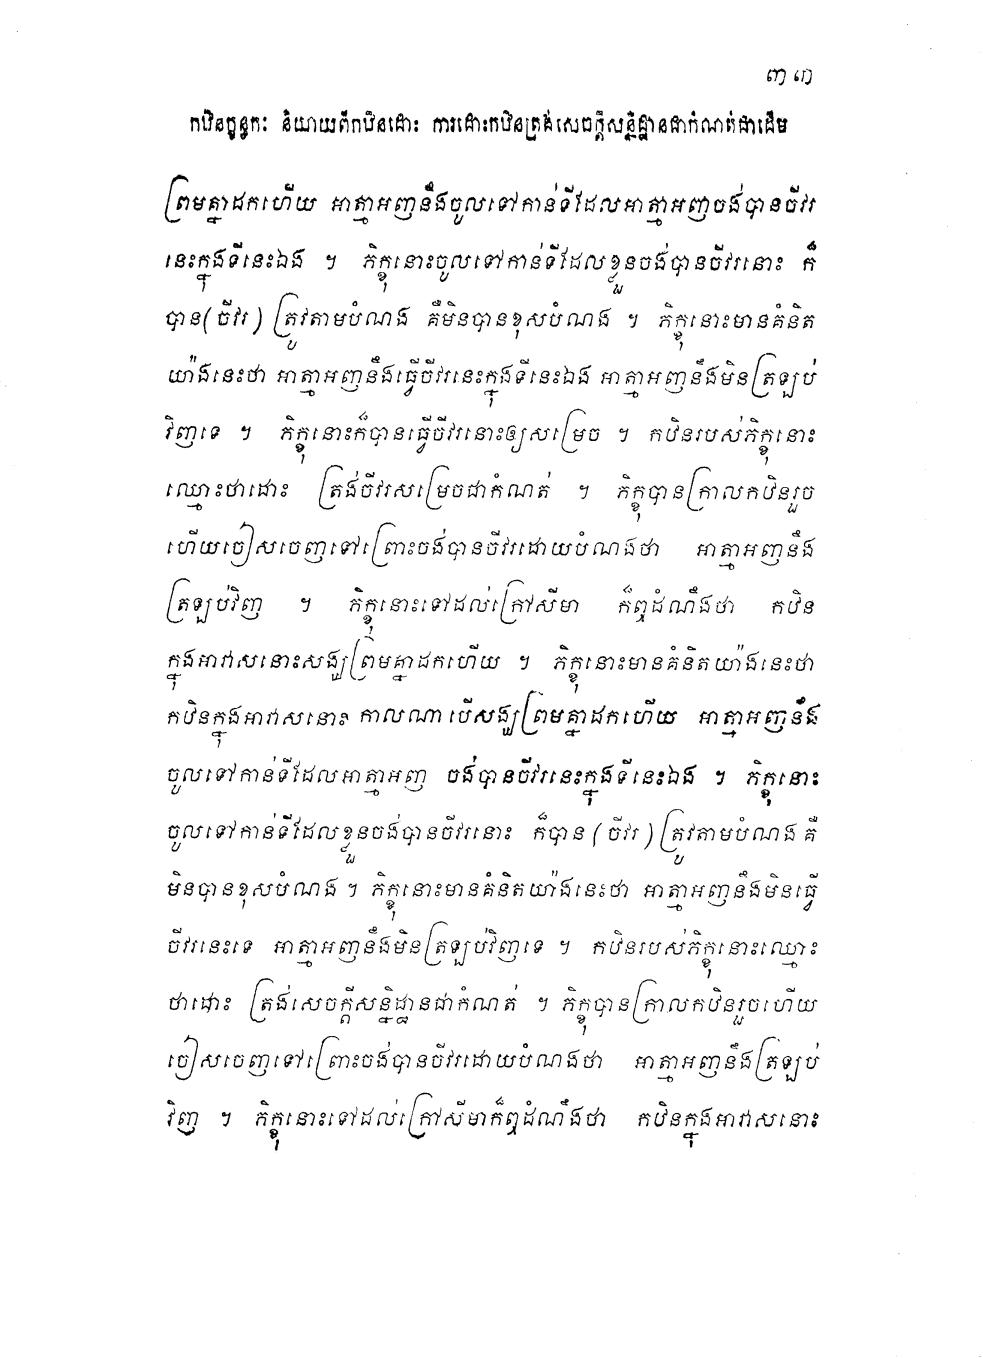 ៣៧
កឋិនក្ខន្ធកៈ និយាយពីកឋិនដោះ ការដោះកឋិនត្រង់សេចក្តីសន្និដ្ឋានជាកំណត់ជាដើម
ព្រមគ្នាដកហើយ អាត្មាអញនឹងចូលទៅកាន់ទីដែលអាត្មាអញចង់បានចីវរ
នេះក្នុងទីនេះឯង ។ ភិក្ខុនោះចូលទៅកាន់ទីដែលខ្លួនចង់បានចីវរនោះ ក៏
បាន(ចីវរ) ត្រូវតាមបំណង គឺមិនបានខុសបំណង ។ ភិក្ខុនោះមានគំនិត
យ៉ាងនេះថា អាត្មាអញនឹងធ្វើចីវរនេះក្នុងទីនេះឯង អាត្មាអញនឹងមិនត្រឡប់
វិញទេ ។ ភិក្ខុនោះក៏បានធ្វើចីវរនោះឲ្យសម្រេច ។ កឋិនរបស់ភិក្ខុនោះ
ឈ្មោះថាដោះ ត្រង់ចីវរសម្រេចជាកំណត់ ។ ភិក្ខុបានក្រាលកឋិនរួច
ហើយចៀសចេញទៅព្រោះចង់បានចីវរដោយបំណងថា អាត្មាអញនឹង
ត្រឡប់វិញ ។ ភិក្ខុនោះទៅដល់ក្រៅសីមា ក៏ឮដំណឹងថា កឋិន
ក្នុងអាវាសនោះសង្ឃព្រមគ្នាដកហើយ ។ ភិក្ខុនោះមានគំនិតយ៉ាងនេះថា
កឋិនក្នុងអាវាសនោះ កាលណាបើសង្ឃព្រមគ្នាដកហើយ អាត្មាអញនឹង
ចូលទៅកាន់ទីដែលអាត្មាអញ ចង់បានចីវរនេះក្នុងទីនេះឯង ។ ភិក្ខុនោះ
ចូលទៅកាន់ទីដែលខ្លួនចង់បានចីវរនោះ ក៏បាន (ចីវរ) ត្រូវតាមបំណង គឺ
មិនបានខុសបំណង ។ ភិក្ខុនោះមានគំនិតយ៉ាងនេះថា អាត្មាអញនឹងមិនធ្វើ
ចីវរនេះទេ អាត្មាអញនឹងមិនត្រឡប់វិញទេ ។ កឋិនរបស់ភិក្ខុនោះឈ្មោះ
ថាដោះ ត្រង់សេចក្តីសន្និដ្ឋានជាកំណត់ ។ ភិក្ខុបានក្រាលកឋិនរួចហើយ
ចៀសចេញទៅព្រោះចង់បានចីវរដោយបំណងថា អាត្មាអញនឹងត្រឡប់
វិញ ។ ភិក្ខុនោះទៅដល់ក្រៅសីមាក៏ឮដំណឹងថា កឋិនក្នុងអាវាសនោះ